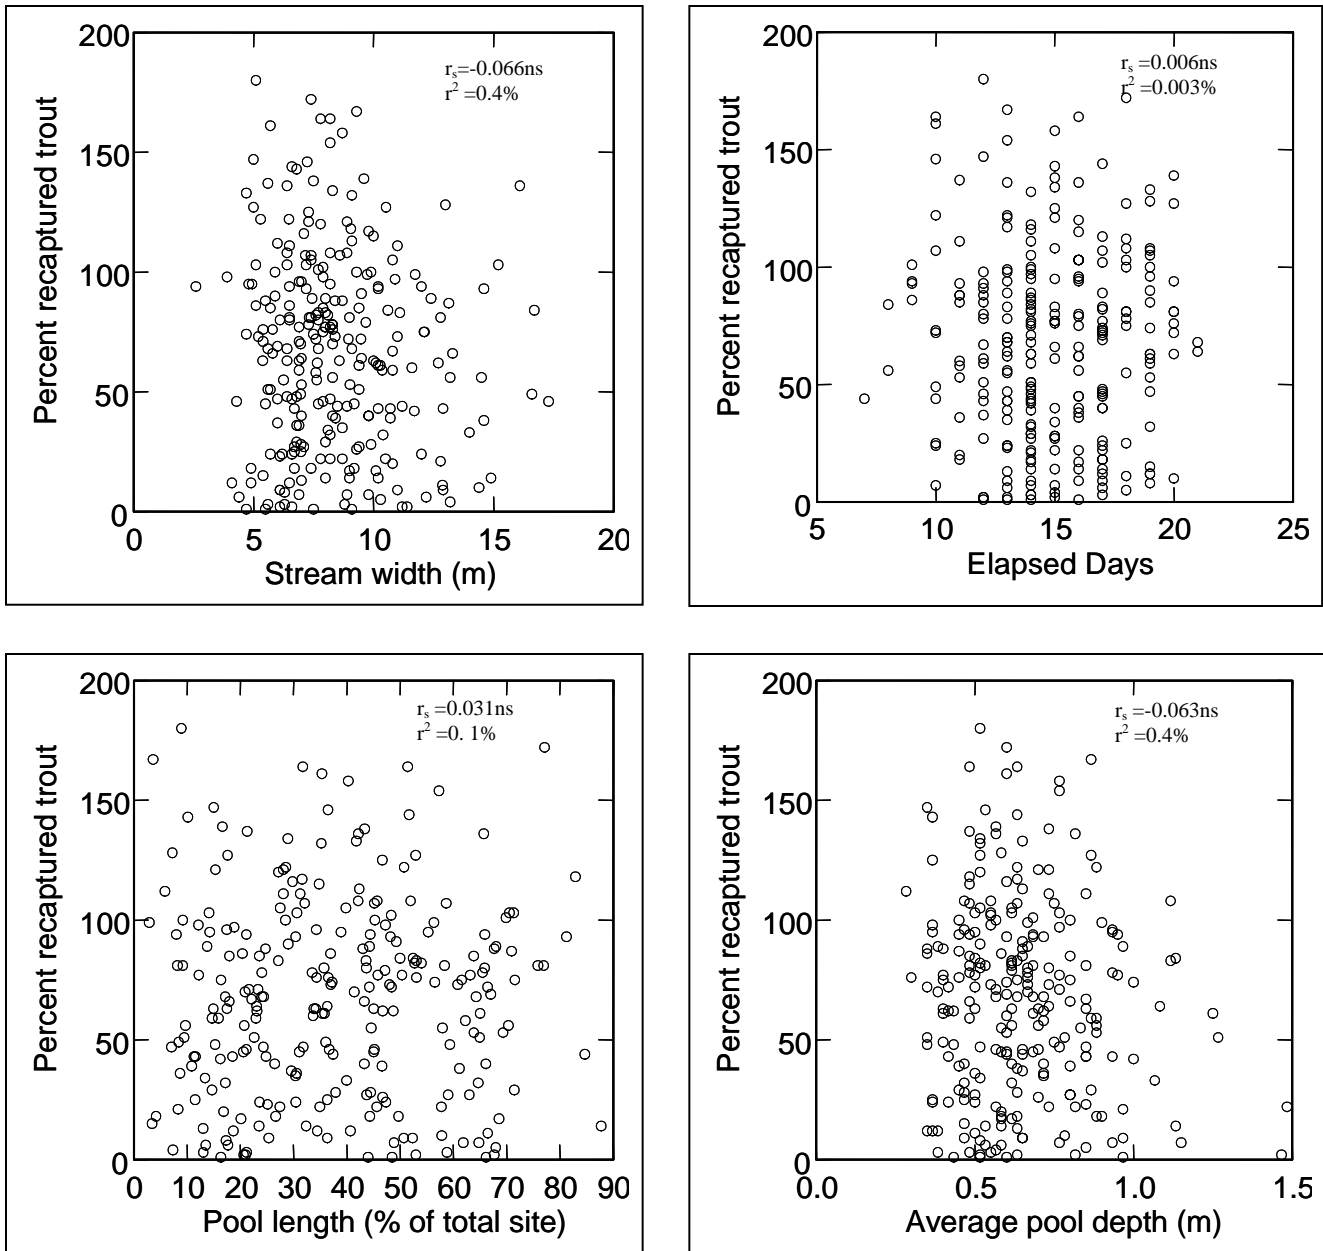 200
150
100
50
0
Percent recaptured trout
rₛ=-0.066ns
r² =0.4%
0 5 10 15 20
Stream width (m)
200
150
100
50
0
Percent recaptured trout
rₛ =0.006ns
r² =0.003%
5 10 15 20 25
Elapsed Days
200
150
100
50
0
Percent recaptured trout
rₛ =0.031ns
r² =0. 1%
0 10 20 30 40 50 60 70 80 90
Pool length (% of total site)
200
150
100
50
0
Percent recaptured trout
rₛ =-0.063ns
r² =0.4%
0.0 0.5 1.0 1.5
Average pool depth (m)